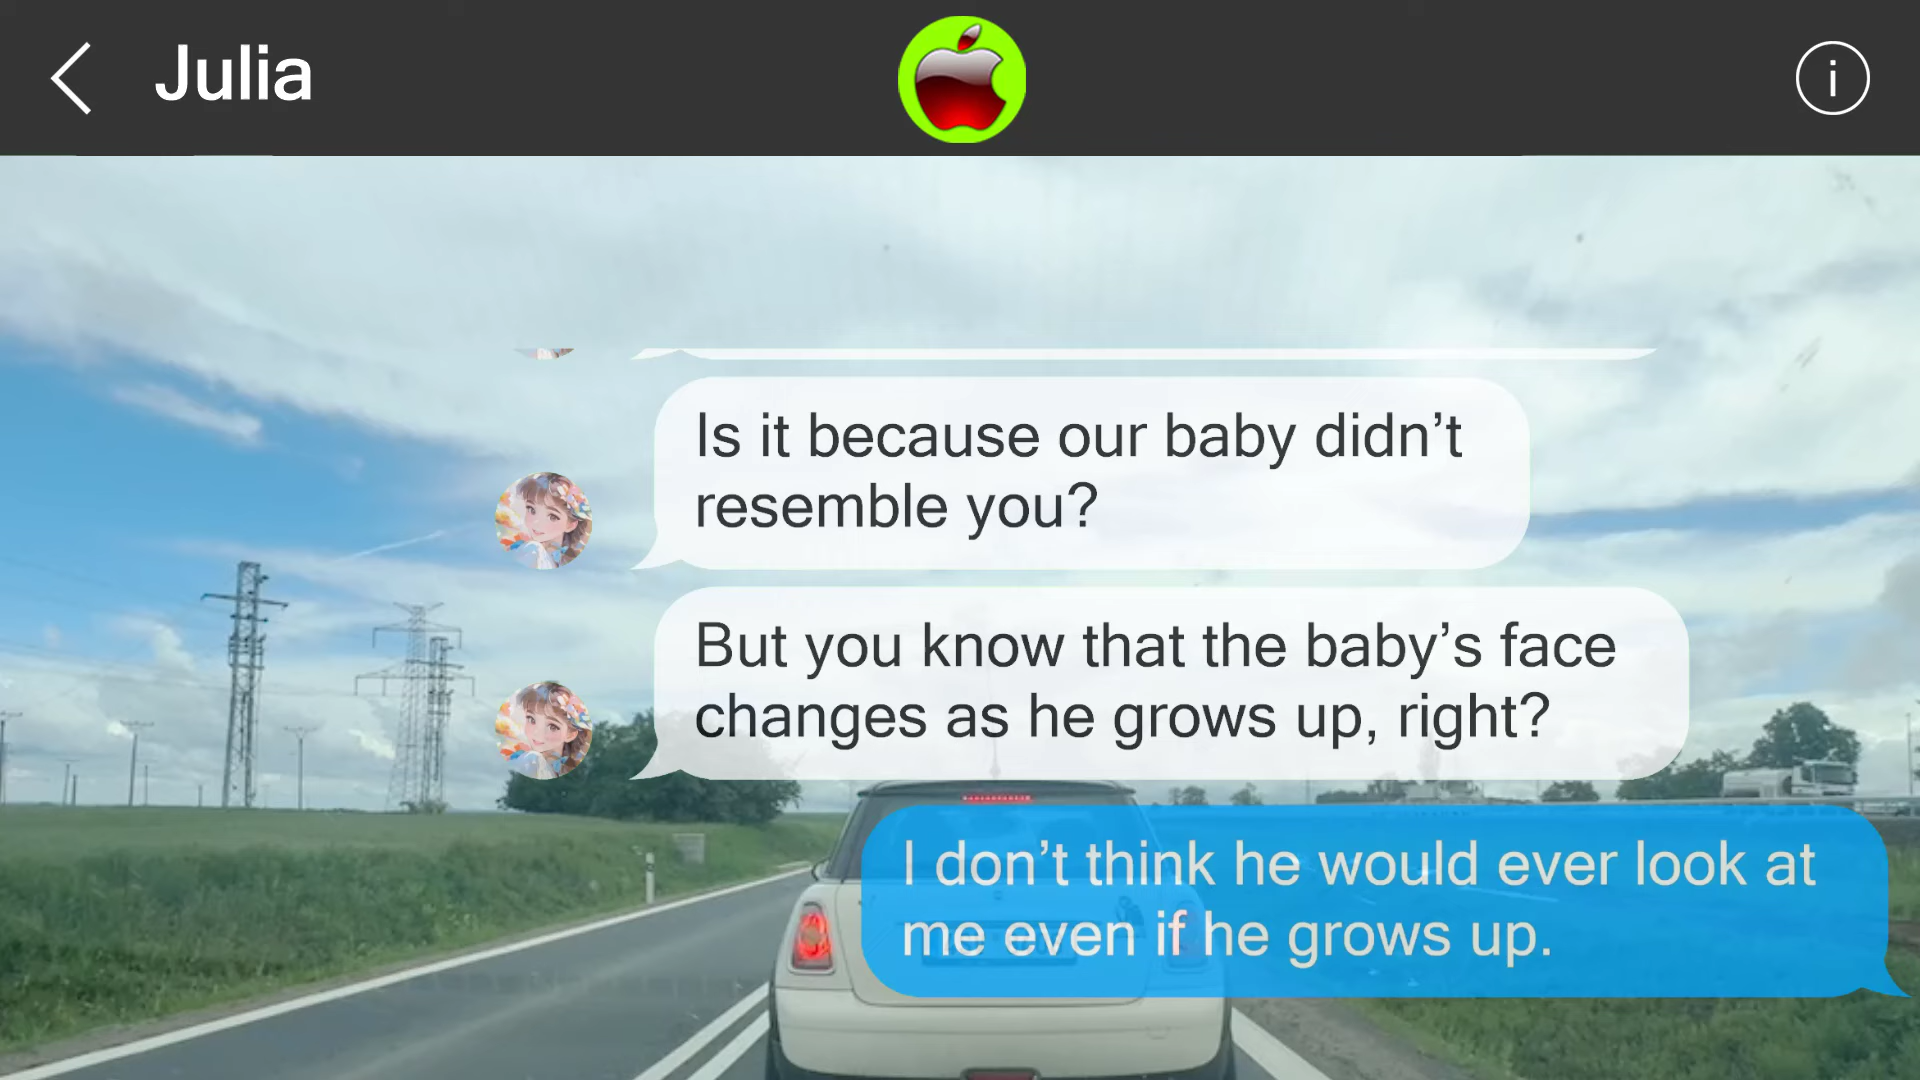 Julia
Is it because our baby didn’t
resemble you?
But you know that the baby’s face
changes as he grows up, right?
I don’t think he would ever look at
me even if he grows up.